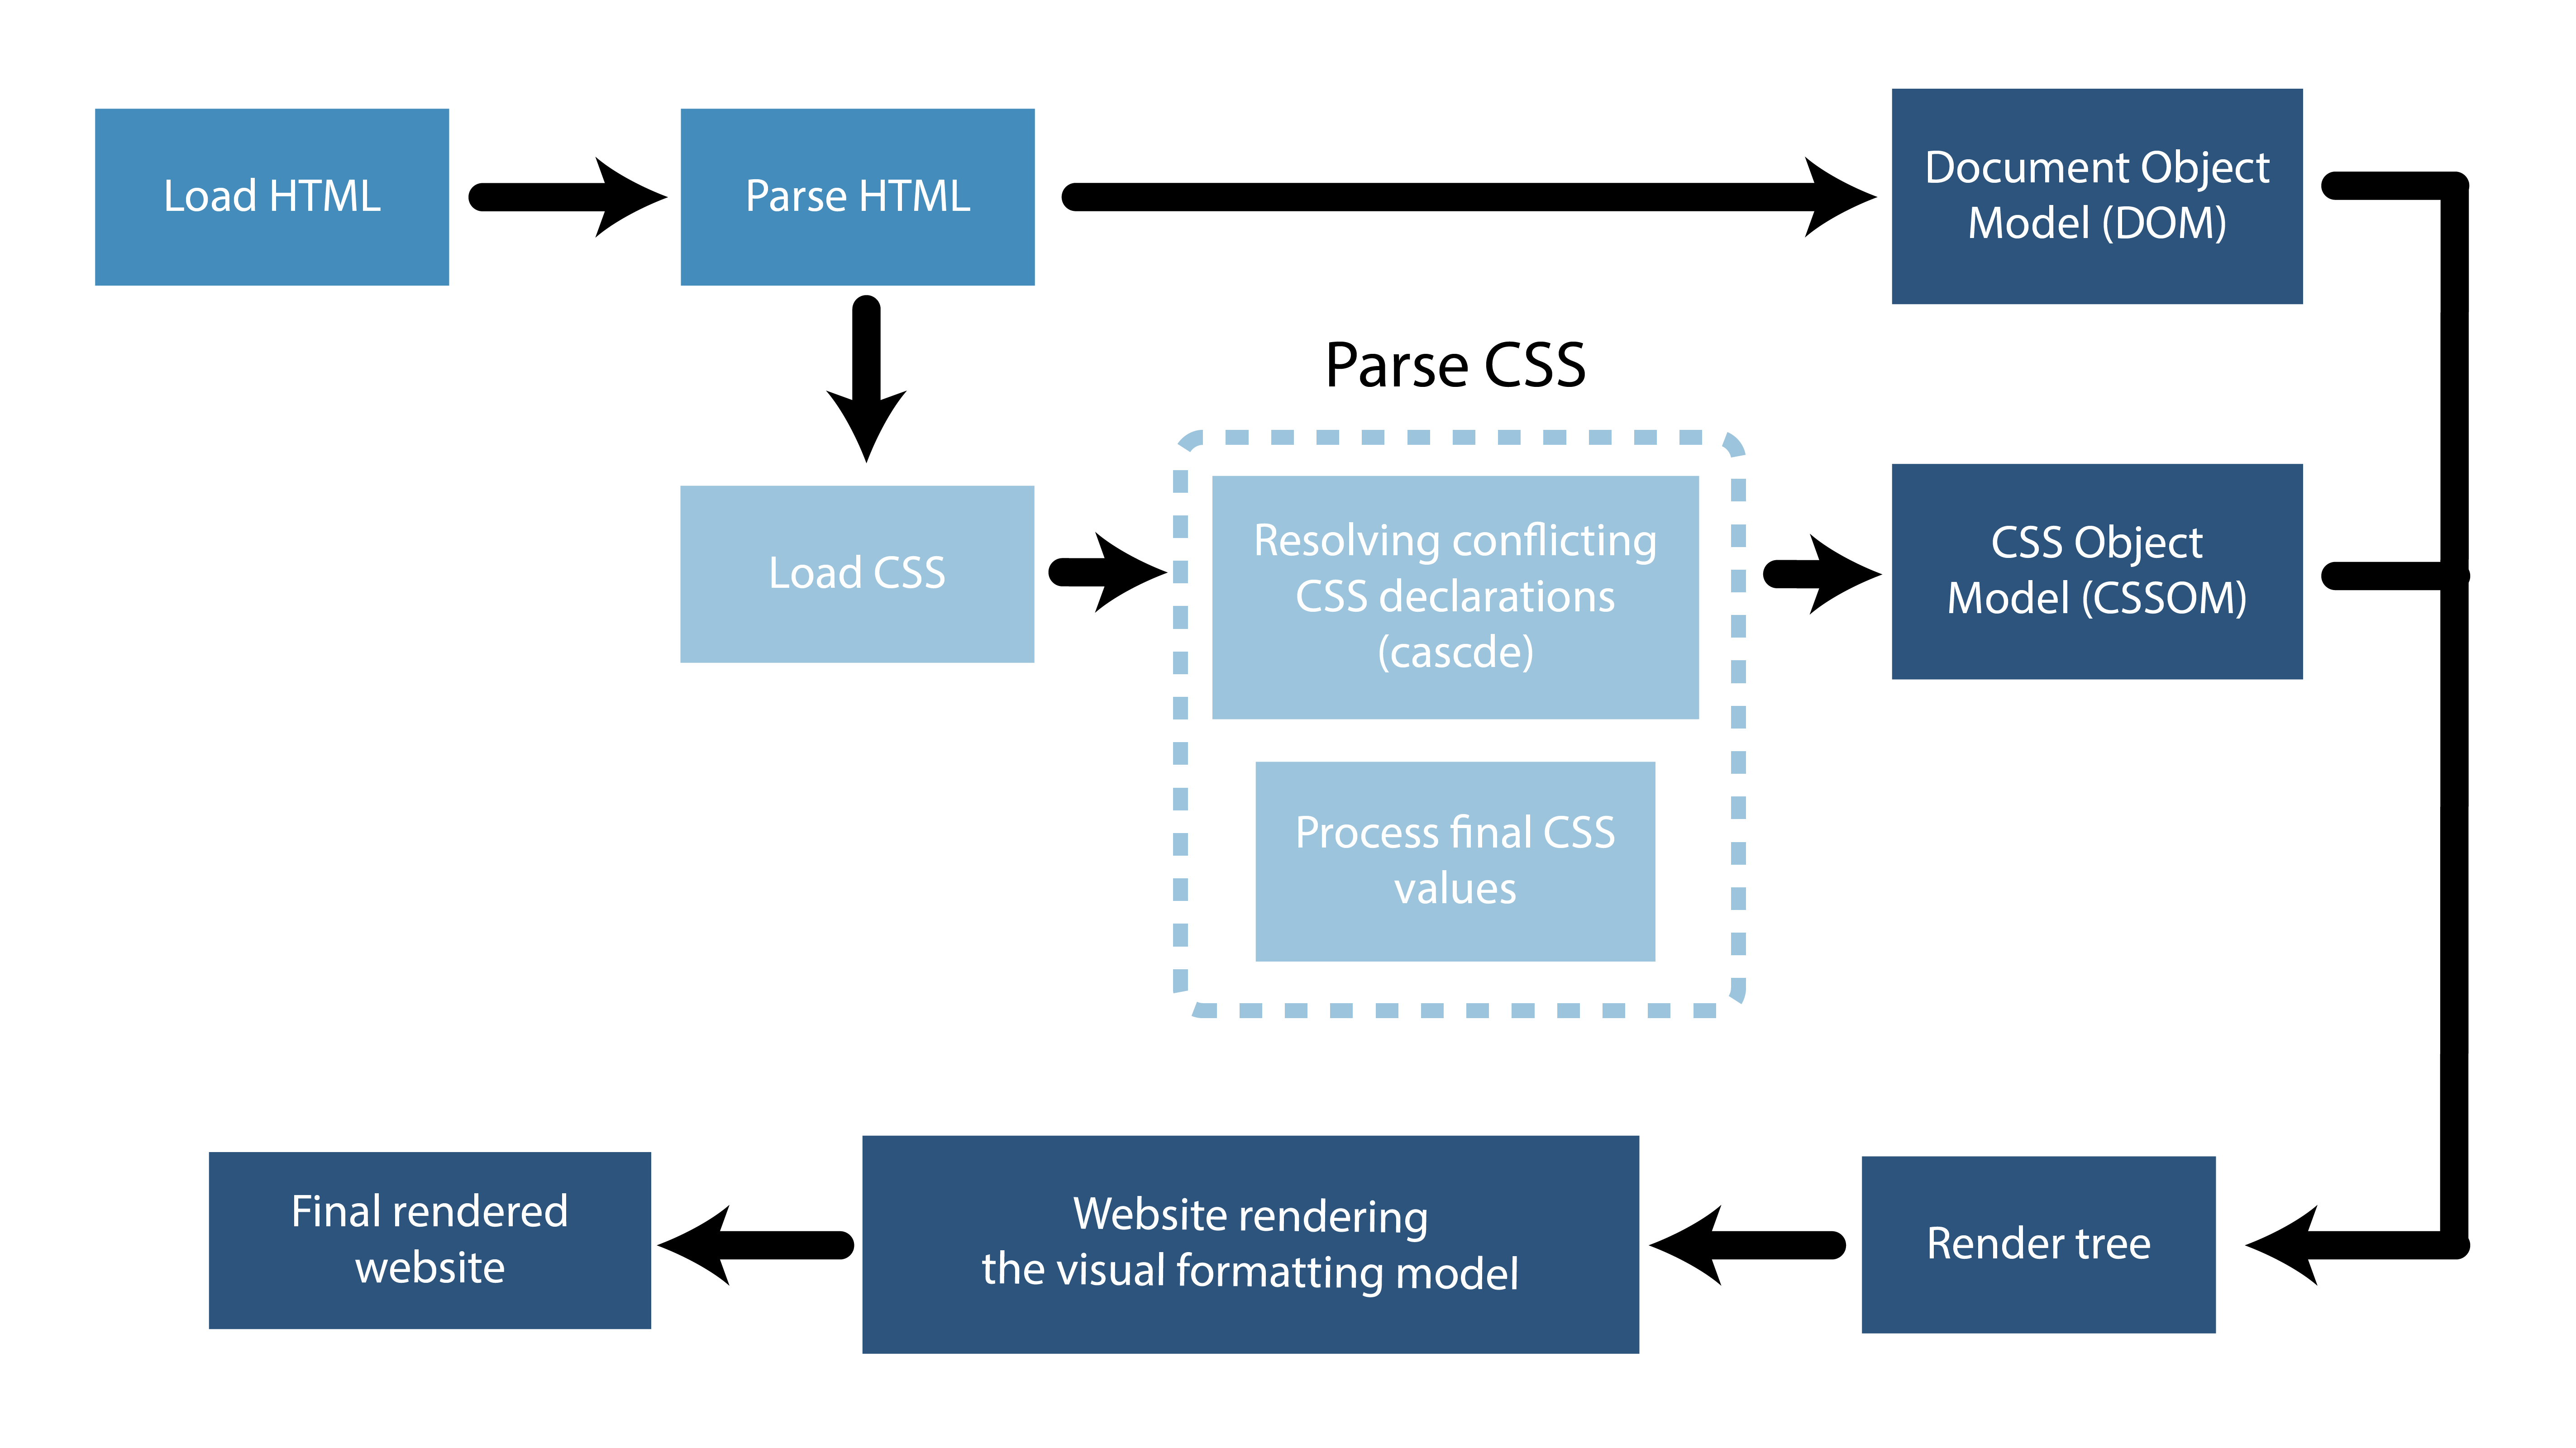 Load HTML
Parse HTML
Document Object
Model (DOM)
Parse CSS
Load CSS
Resolving conflicting
CSS declarations
(cascde)
Process final CSS
values
CSS Object
Model (CSSOM)
Final rendered
website
Website rendering
the visual formatting model
Render tree